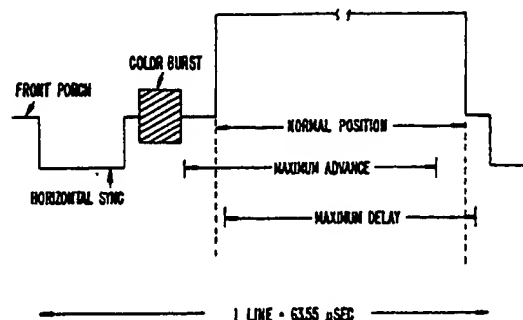 COLOR BURST
FRONT PORCH
NORMAL POSITION
MAXIMUM ADVANCE
HORIZONTAL SYNC
MAXIMUM DELAY
1 LINE - 63.55 µSEC